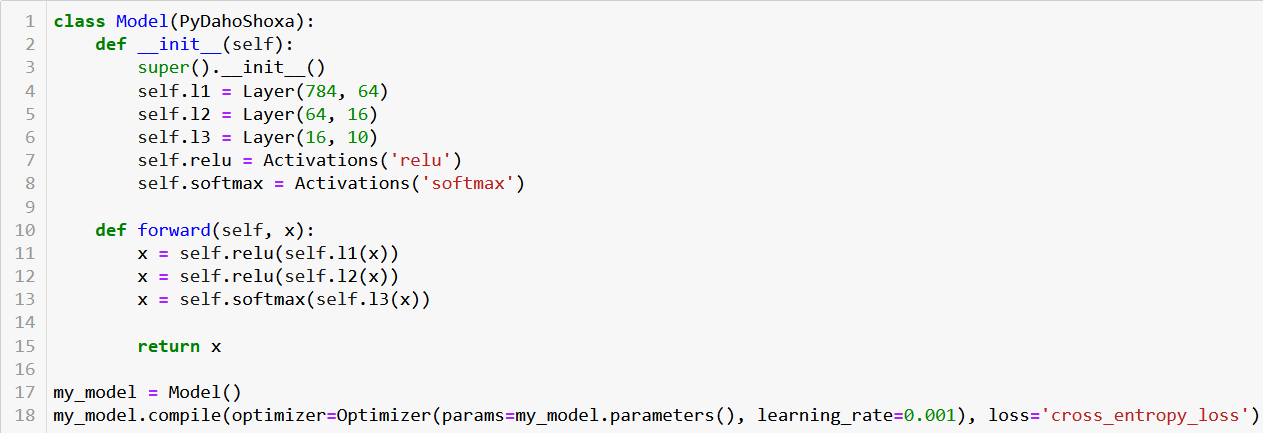 1 class Model(PyDahoShoxa):
2     def __init__(self):
3         super().__init__()
4         self.l1 = Layer(784, 64)
5         self.l2 = Layer(64, 16)
6         self.l3 = Layer(16, 10)
7         self.relu = Activations('relu')
8         self.softmax = Activations('softmax')
9
10     def forward(self, x):
11         x = self.relu(self.l1(x))
12         x = self.relu(self.l2(x))
13         x = self.softmax(self.l3(x))
14
15         return x
16
17 my_model = Model()
18 my_model.compile(optimizer=Optimizer(params=my_model.parameters(), learning_rate=0.001), loss='cross_entropy_loss')